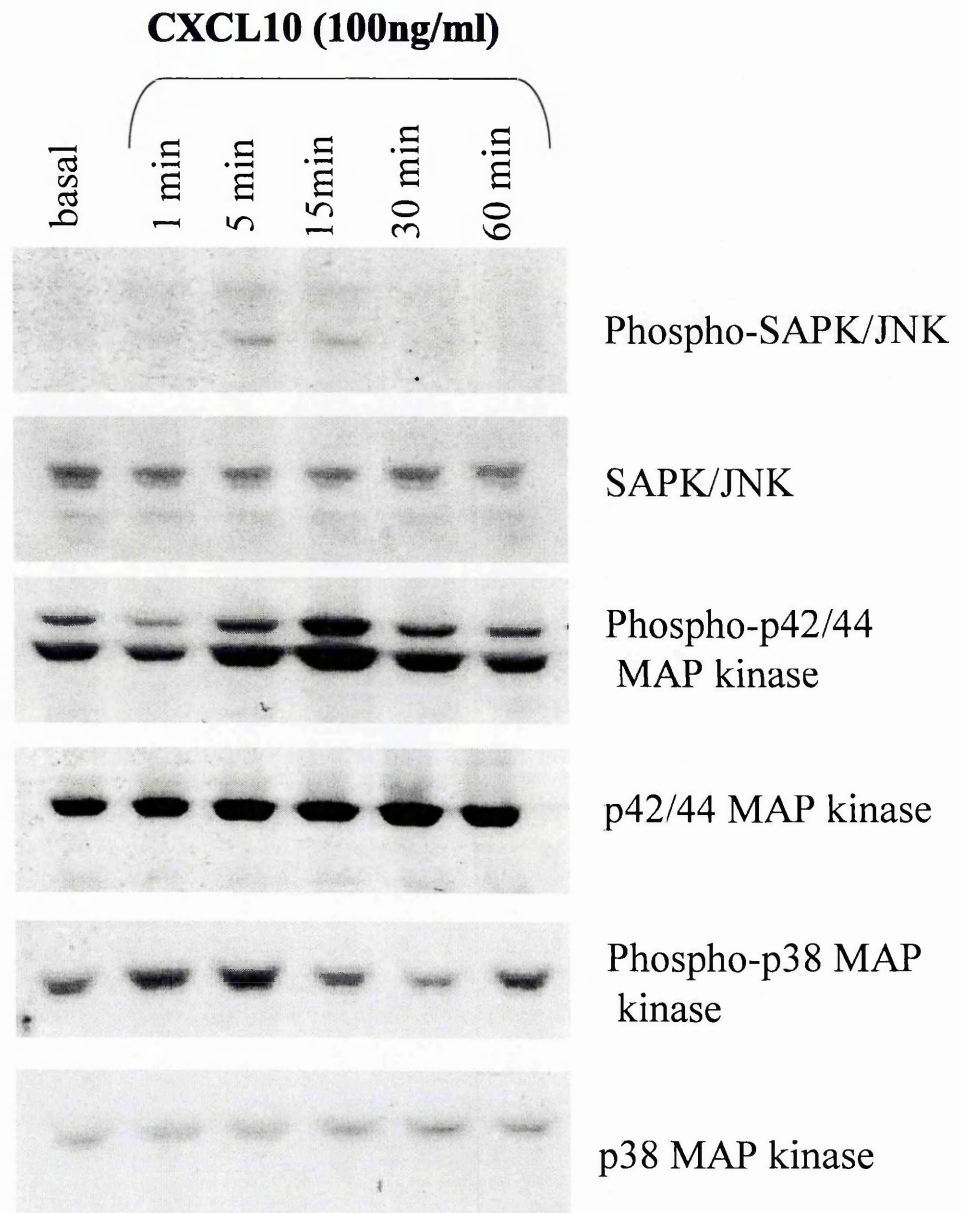 CXCL10 (100ng/ml)
basal
1 min
5 min
15min
30 min
60 min
Phospho-SAPK/JNK
SAPK/JNK
Phospho-p42/44
MAP kinase
p42/44 MAP kinase
Phospho-p38 MAP
kinase
p38 MAP kinase